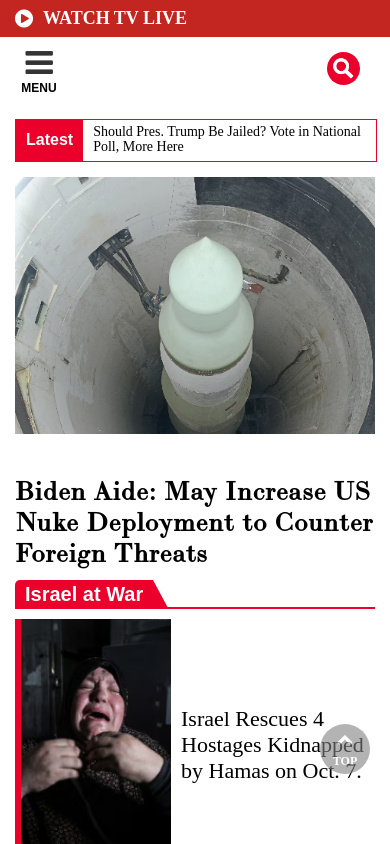 WATCH TV LIVE
MENU
Latest
Should Pres. Trump Be Jailed? Vote in National
Poll, More Here
Biden Aide: May Increase US
Nuke Deployment to Counter
Foreign Threats
Israel at War
Israel Rescues 4
Hostages Kidnapped
by Hamas on Oct. 7.
TOP